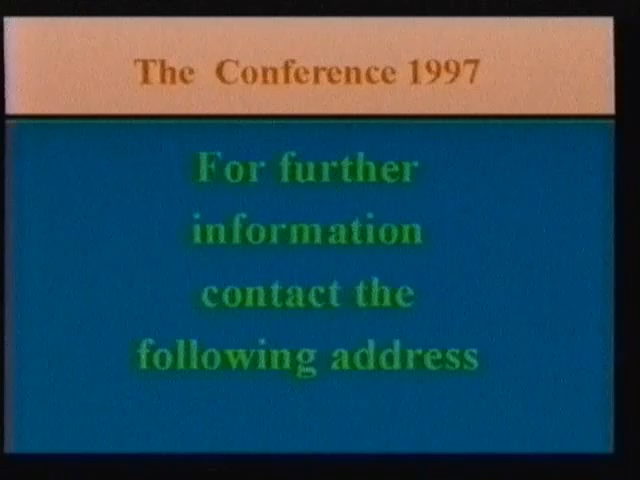 The Conference 1997
For further
information
contact the
following address